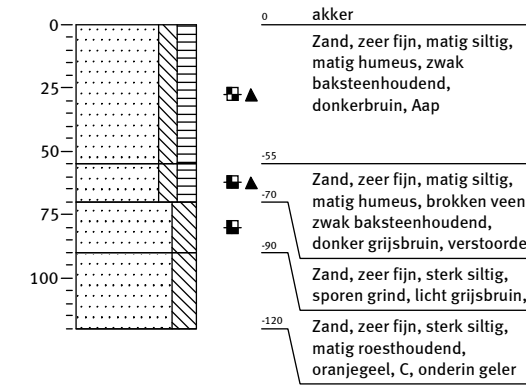 0
25
50
75
100
0
akker
Zand, zeer fijn, matig siltig,
matig humeus, zwak
baksteenhoudend,
donkerbruin, Aap
-55
Zand, zeer fijn, matig siltig,
-70
matig humeus, brokken veen
zwak baksteenhoudend,
donker grijsbruin, verstoorde
-90
Zand, zeer fijn, sterk siltig,
sporen grind, licht grijsbruin,
-120
Zand, zeer fijn, sterk siltig,
matig roesthoudend,
oranjegeel, C, onderin geler